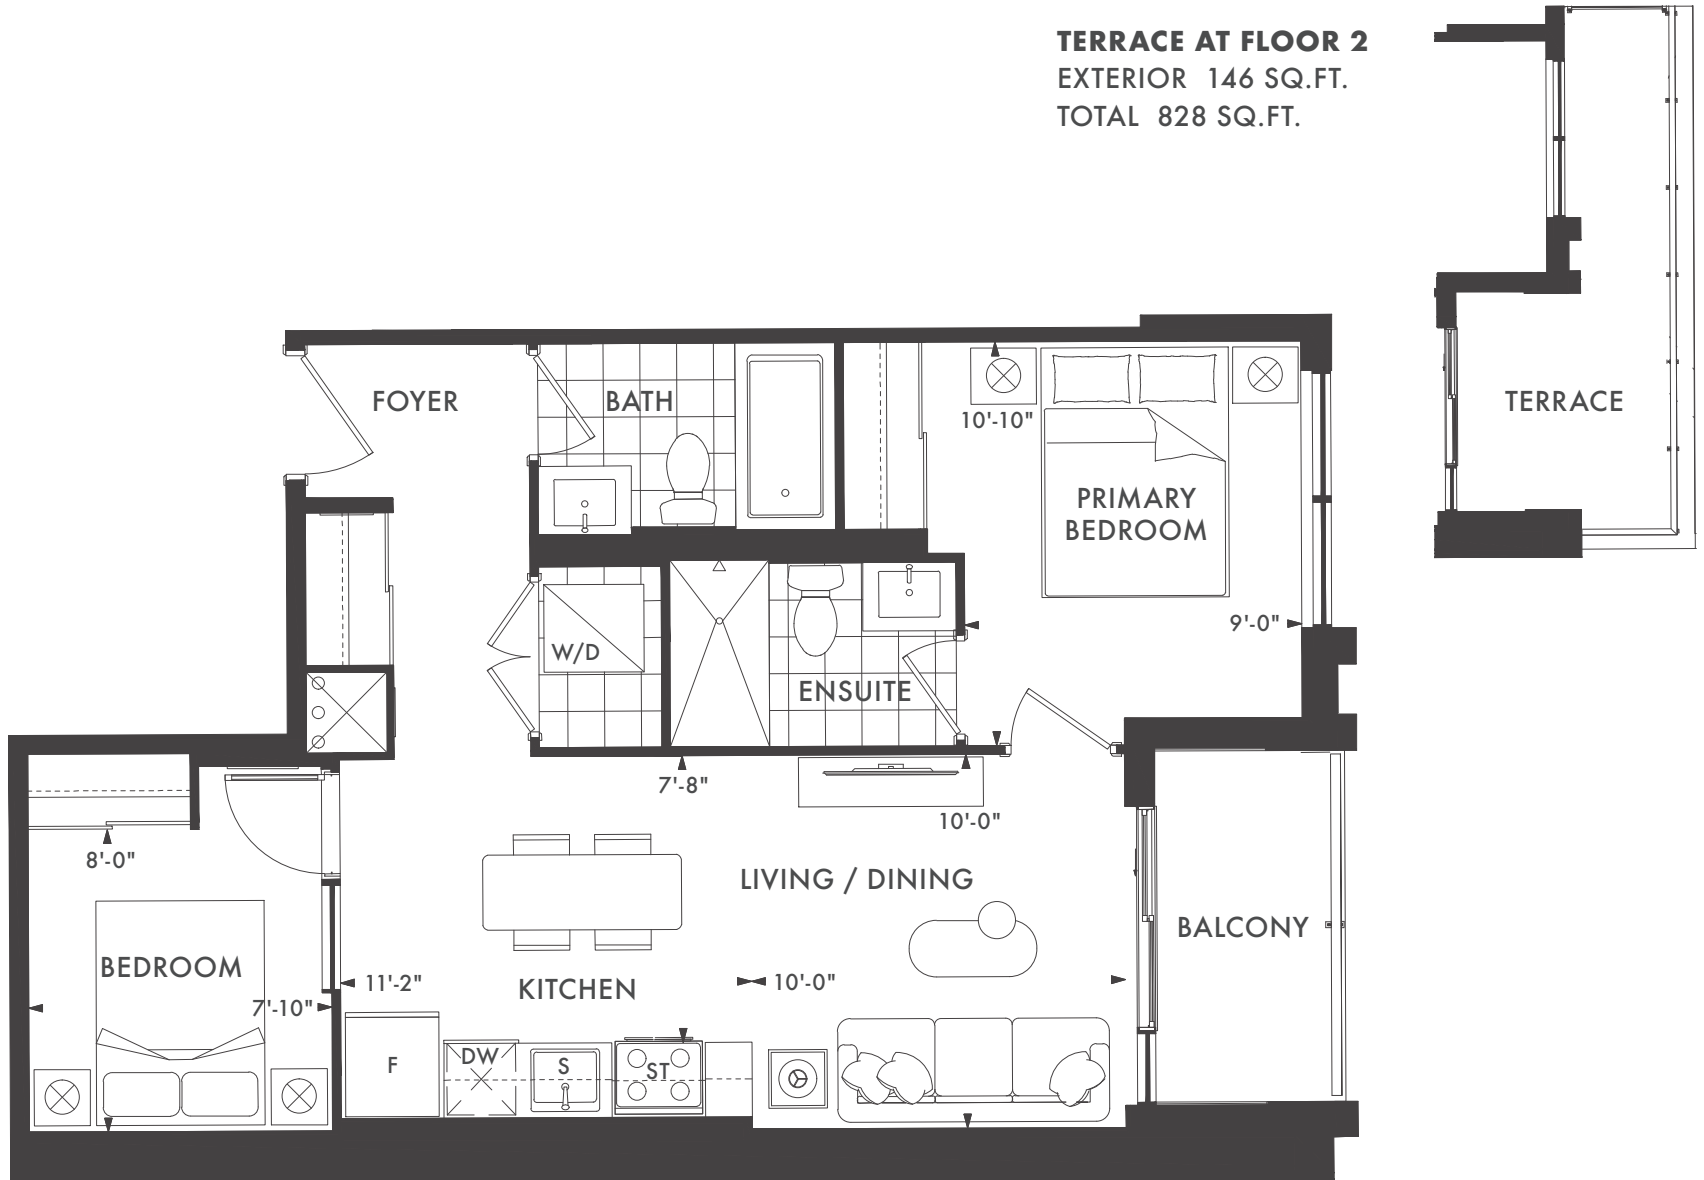 TERRACE AT FLOOR 2
EXTERIOR 146 SQ.FT.
TOTAL 828 SQ.FT.
TERRACE
FOYER
BATH
10'-10"
PRIMARY
BEDROOM
9'-0"
W/D
ENSUITE
7'-8"
10'-0"
8'-0"
LIVING / DINING
BALCONY
BEDROOM
7'-10"
11'-2"
KITCHEN
10'-0"
F
DW
S
ST